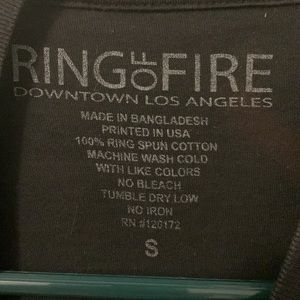 RING OF FIRE
DOWNTOWN LOS ANGELES
MADE IN BANGLADESH
PRINTED IN USA
100% RING SPUN COTTON
MACHINE WASH COLD
WITH LIKE COLORS
NO BLEACH
TUMBLE DRY LOW
NO IRON
RN #120172
S